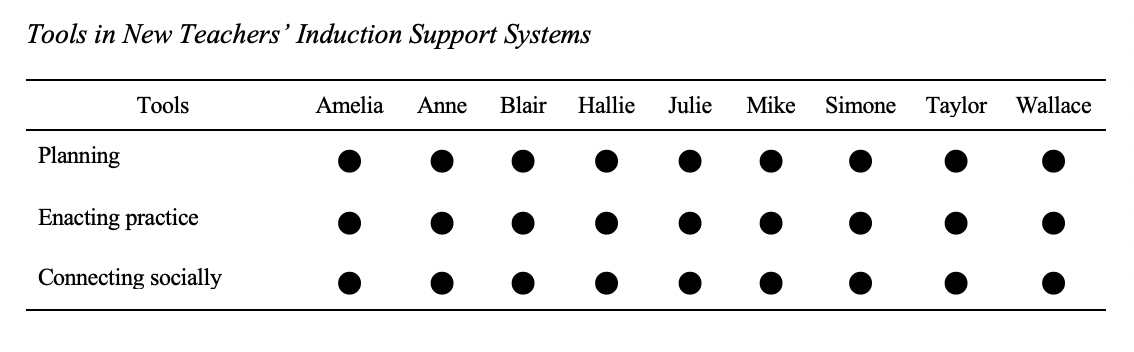 Tools in New Teachers’ Induction Support Systems
Tools Amelia Anne Blair Hallie Julie Mike Simone Taylor Wallace
Planning ● ● ● ● ● ● ● ● ●
Enacting practice ● ● ● ● ● ● ● ● ●
Connecting socially ● ● ● ● ● ● ● ● ●